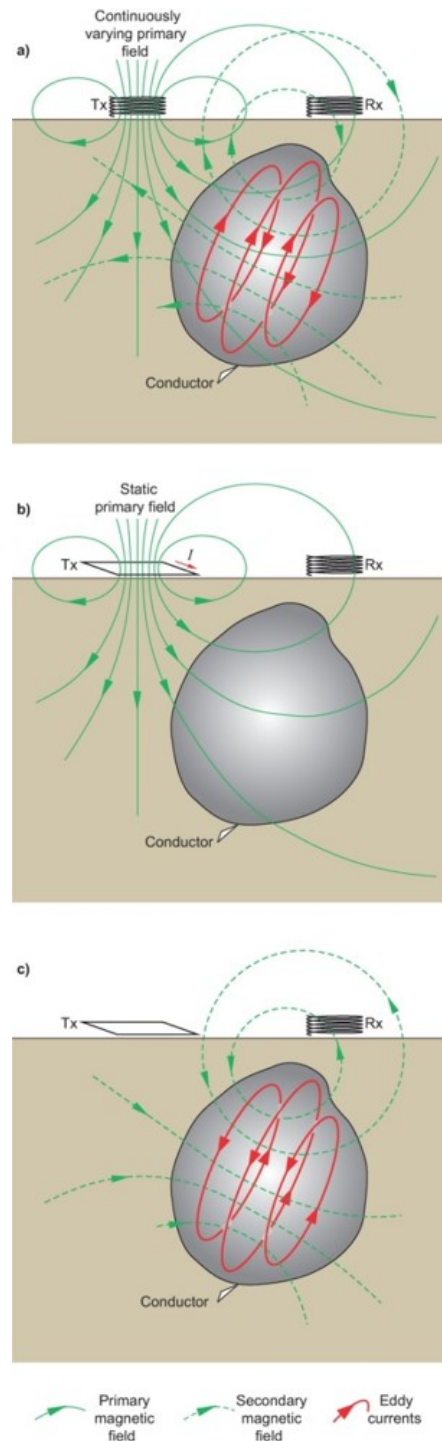 Continuously
a)
varying primary
field
Tx
Rx
Conductor
b)
Static
primary field
Tx
I
Rx
Conductor
c)
Tx
Rx
Conductor
Primary
magnetic
field
Secondary
magnetic
field
Eddy
currents